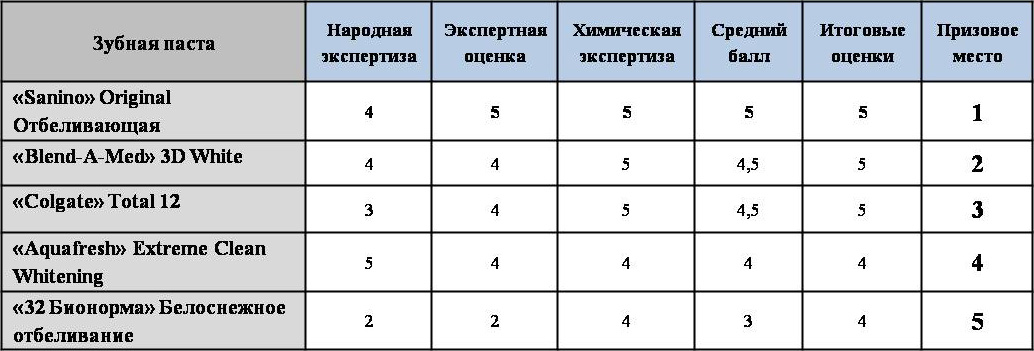 Зубная паста
Народная
экспертиза
Экспертная
оценка
Химическая
экспертиза
Средний
балл
Итоговые
оценки
Призовое
место
«Sanino» Original
Отбеливающая
4
5
5
5
5
1
«Blend-A-Med» 3D White
4
4
5
4,5
5
2
«Colgate» Total 12
3
4
5
4,5
5
3
«Aquafresh» Extreme Clean
Whitening
5
4
4
4
4
4
«32 Бионорма» Белоснежное
отбеливание
2
2
4
3
4
5